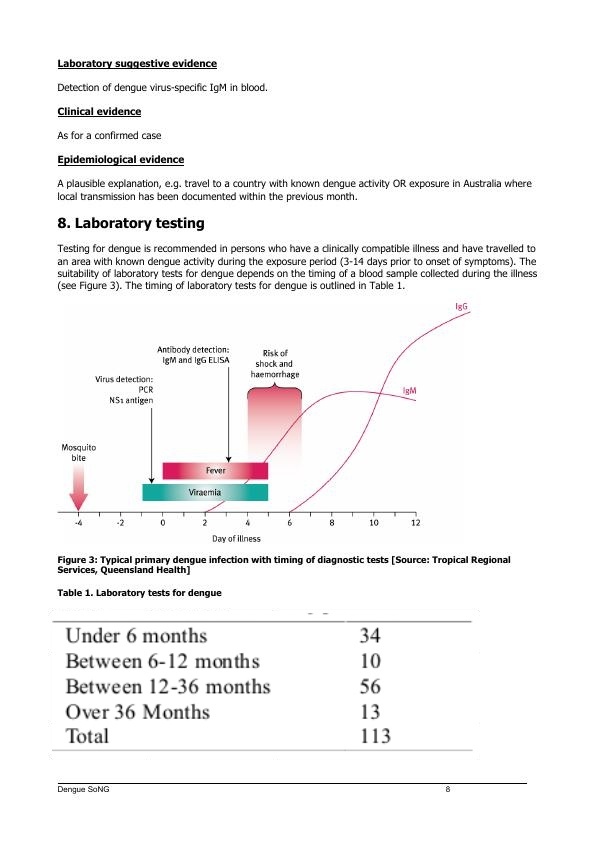 Laboratory suggestive evidence
Detection of dengue virus-specific IgM in blood.
Clinical evidence
As for a confirmed case
Epidemiological evidence
A plausible explanation, e.g. travel to a country with known dengue activity OR exposure in Australia where
local transmission has been documented within the previous month.
8. Laboratory testing
Testing for dengue is recommended in persons who have a clinically compatible illness and have travelled to
an area with known dengue activity during the exposure period (3-14 days prior to onset of symptoms). The
suitability of laboratory tests for dengue depends on the timing of a blood sample collected during the illness
(see Figure 3). The timing of laboratory tests for dengue is outlined in Table 1.
IgG
Antibody detection:
IgM and IgG ELISA
Risk of
shock and
haemorrhage
Virus detection:
PCR
NS1 antigen
IgM
Mosquito
bite
Fever
Viraemia
-4 -2 0 2 4 6 8 10 12
Day of illness
Figure 3: Typical primary dengue infection with timing of diagnostic tests [Source: Tropical Regional
Services, Queensland Health]
Table 1. Laboratory tests for dengue
Under 6 months 34
Between 6-12 months 10
Between 12-36 months 56
Over 36 Months 13
Total 113
Dengue SoNG 8